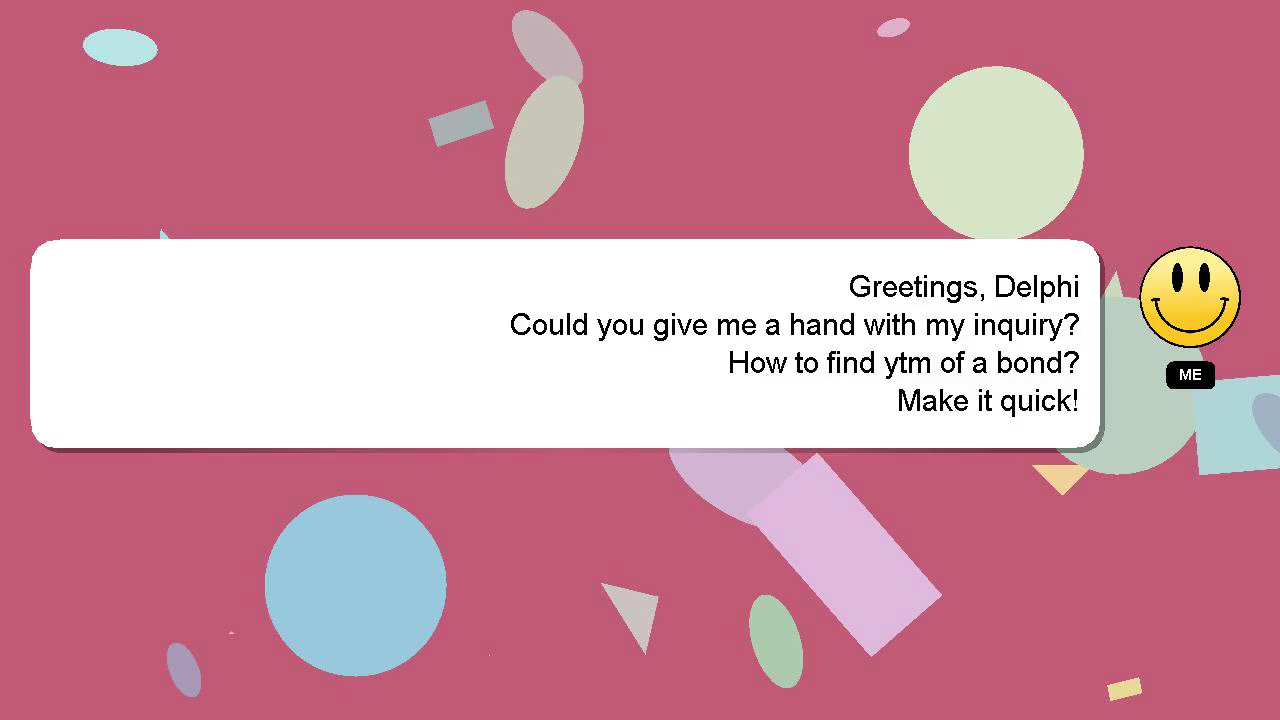 Greetings, Delphi
Could you give me a hand with my inquiry?
How to find ytm of a bond?
Make it quick!
ME